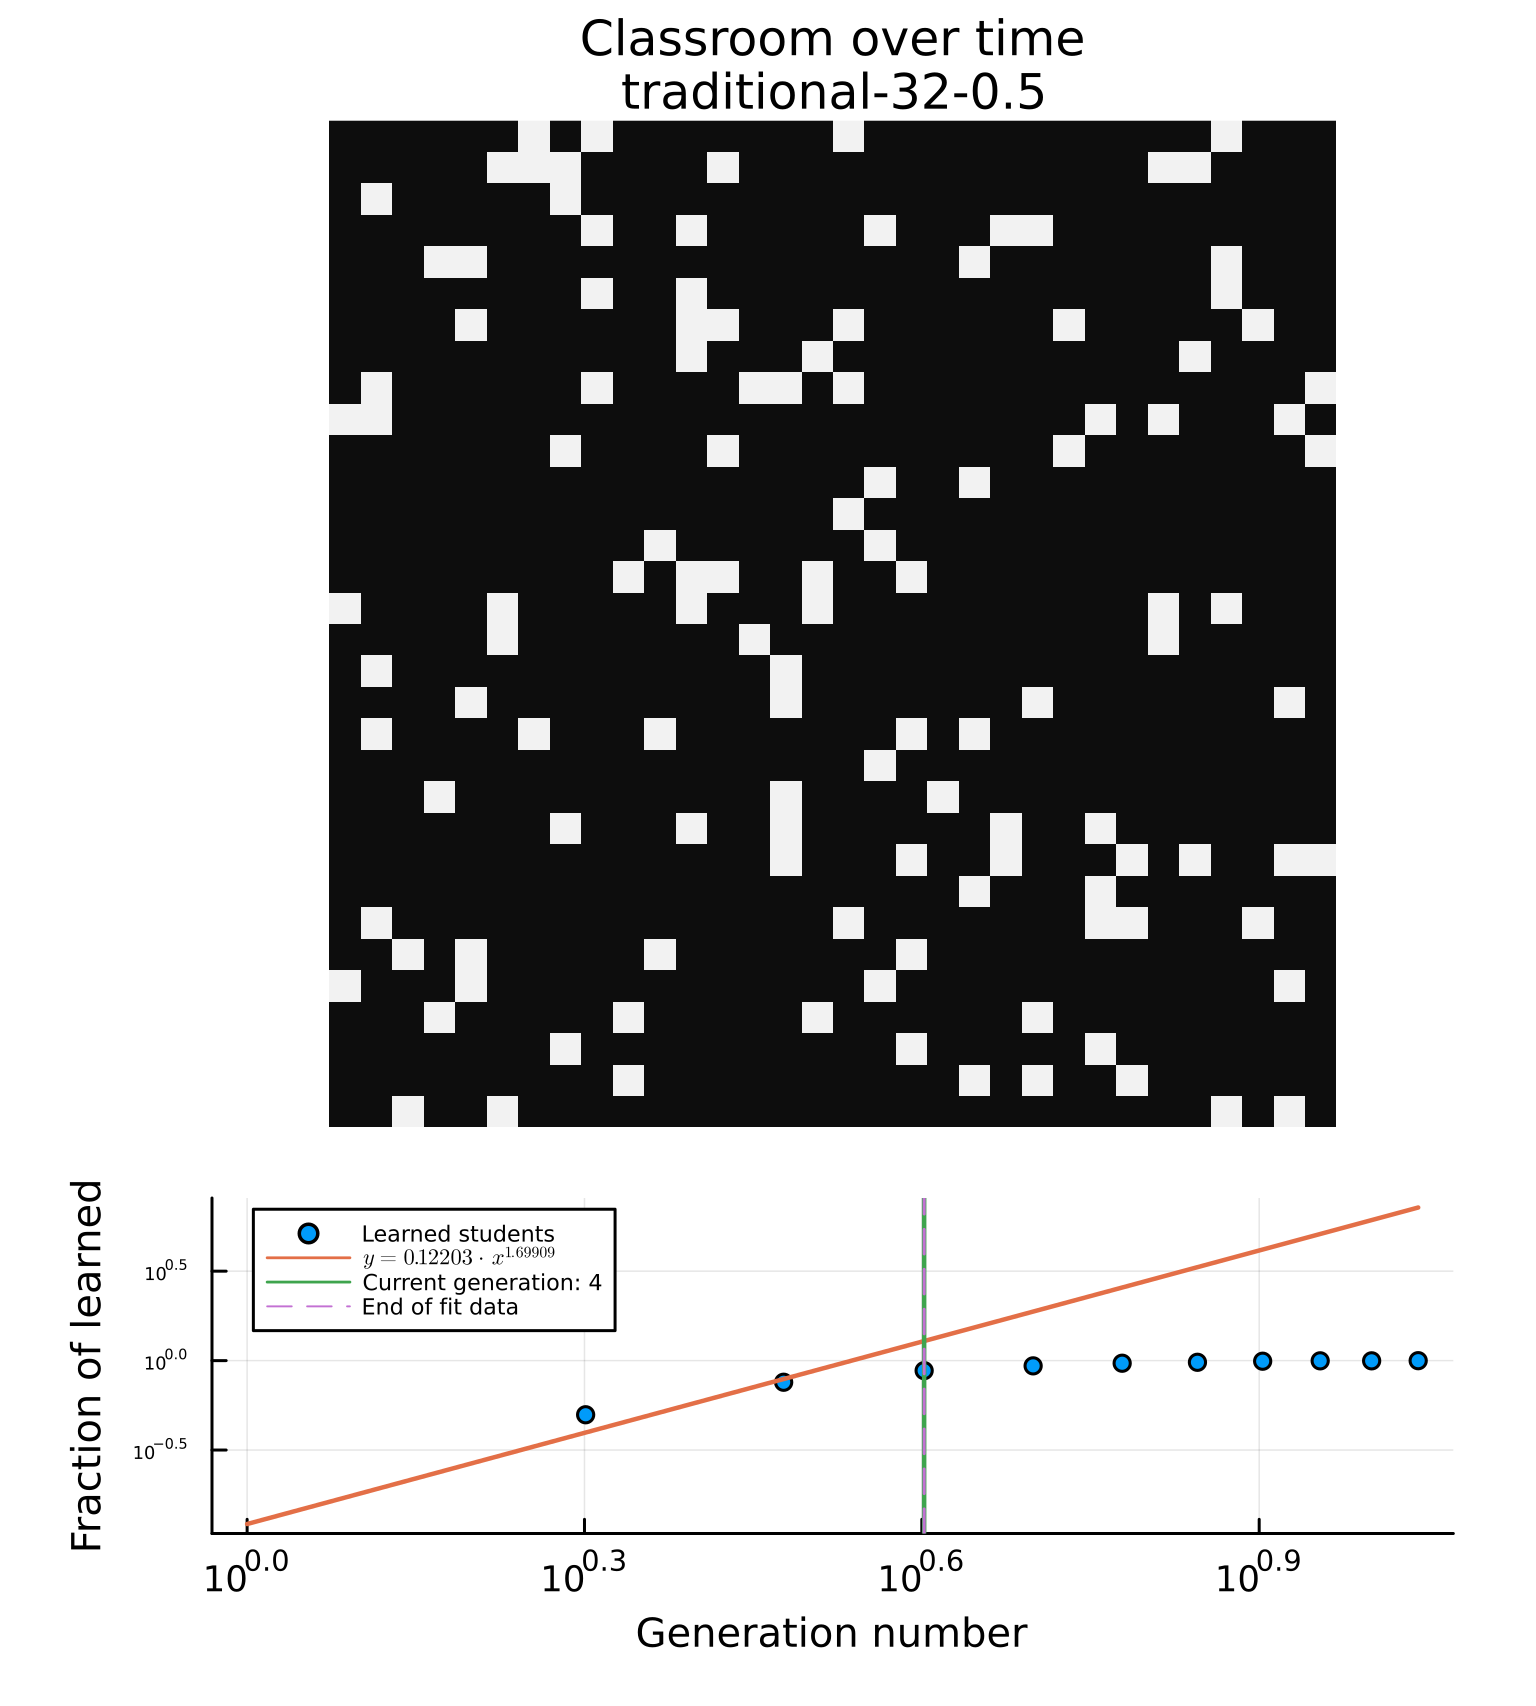 Classroom over time
traditional-32-0.5
Fraction of learned
Learned students
y = 0.12203 · x^1.69909
Current generation: 4
End of fit data
10^0.5
10^0.0
10^−0.5
10^0.0 10^0.3 10^0.6 10^0.9
Generation number